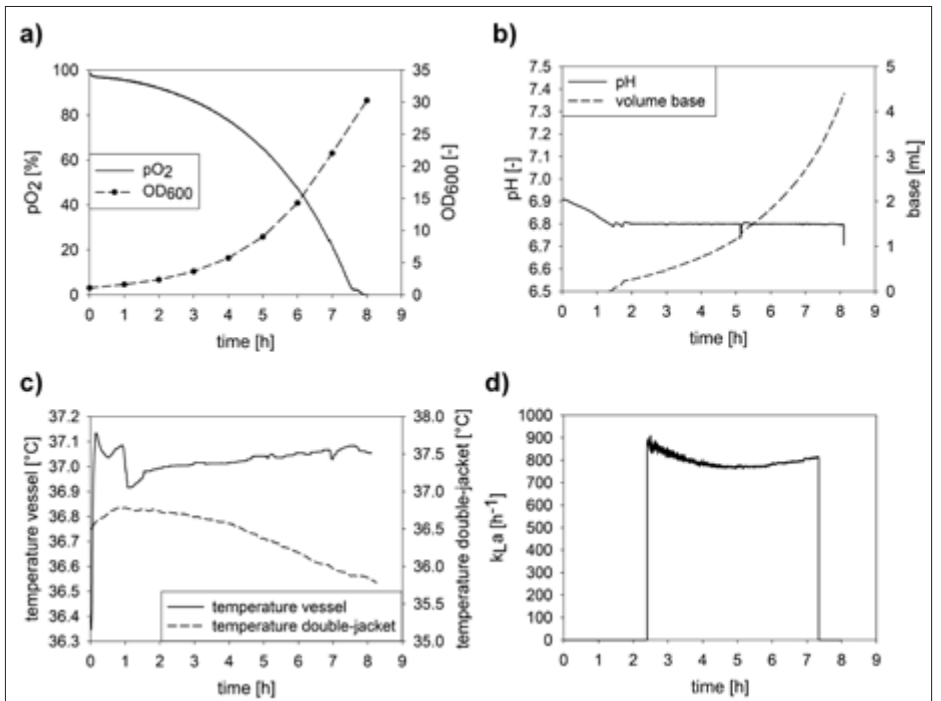 a)
100
80
60
40
20
0
pO2 [%]
pO2
OD600
35
30
25
20
15
10
5
0
OD600 [-]
0 1 2 3 4 5 6 7 8 9
time [h]
b)
7.5
7.4
7.3
7.2
7.1
7.0
6.9
6.8
6.7
6.6
6.5
pH [-]
pH
volume base
5
4
3
2
1
0
base [mL]
0 1 2 3 4 5 6 7 8 9
time [h]
c)
37.2
37.1
37.0
36.9
36.8
36.7
36.6
36.5
36.4
36.3
temperature vessel [°C]
temperature vessel
temperature double-jacket
38.0
37.5
37.0
36.5
36.0
35.5
35.0
temperature double-jacket [°C]
0 1 2 3 4 5 6 7 8 9
time [h]
d)
1000
900
800
700
600
500
400
300
200
100
0
kLa [h-1]
0 1 2 3 4 5 6 7 8 9
time [h]